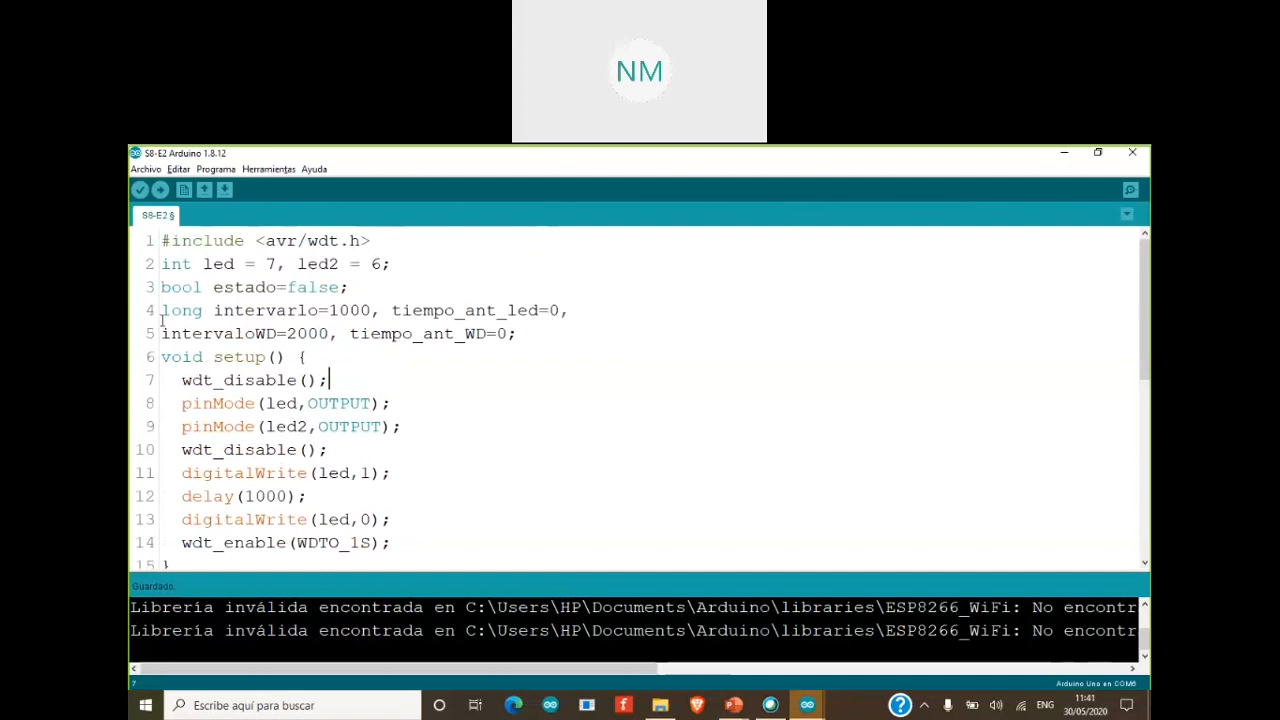 NM
S8-E2 Arduino 1.8.12
Archivo Editar Programa Herramientas Ayuda
S8-E2 §
1 #include <avr/wdt.h>
2 int led = 7, led2 = 6;
3 bool estado=false;
4 long intervarlo=1000, tiempo_ant_led=0,
5 intervaloWD=2000, tiempo_ant_WD=0;
6 void setup() {
7 wdt_disable();
8 pinMode(led,OUTPUT);
9 pinMode(led2,OUTPUT);
10 wdt_disable();
11 digitalWrite(led,1);
12 delay(1000);
13 digitalWrite(led,0);
14 wdt_enable(WDTO_1S);
15 }
Guardado.
Librería inválida encontrada en C:\Users\HP\Documents\Arduino\libraries\ESP8266_WiFi: No encontr
Librería inválida encontrada en C:\Users\HP\Documents\Arduino\libraries\ESP8266_WiFi: No encontr
7 Arduino Uno en COM6
Escribe aquí para buscar
ENG
11:41
30/05/2020